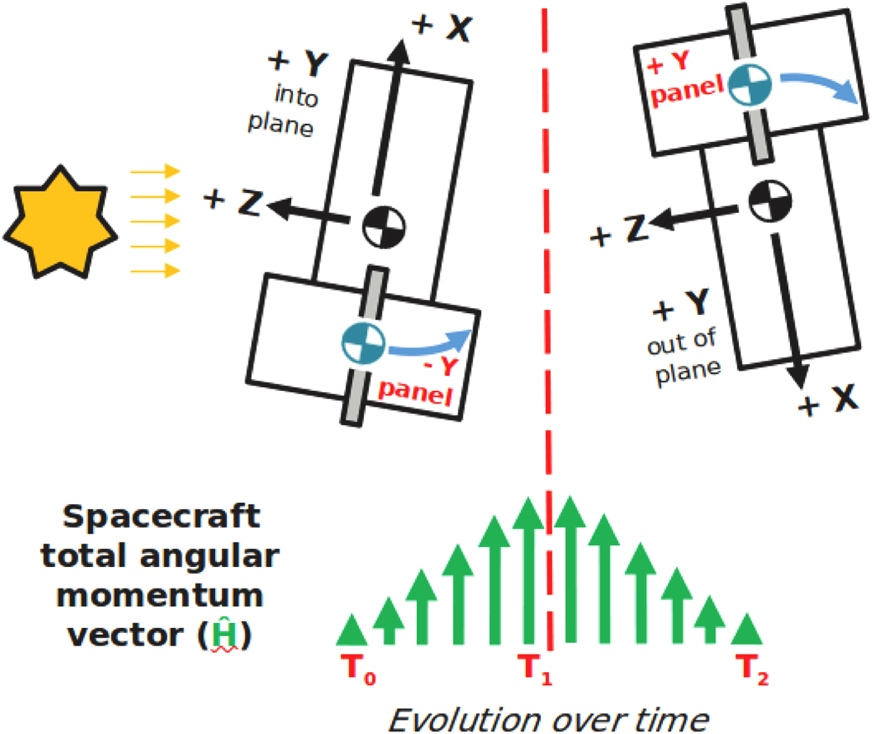 + X
+ Y
into
plane
+ Z
- Y
panel
+ Y
panel
+ Z
+ Y
out of
plane
+ X
Spacecraft
total angular
momentum
vector (Ĥ)
T₀ T₁ T₂
Evolution over time